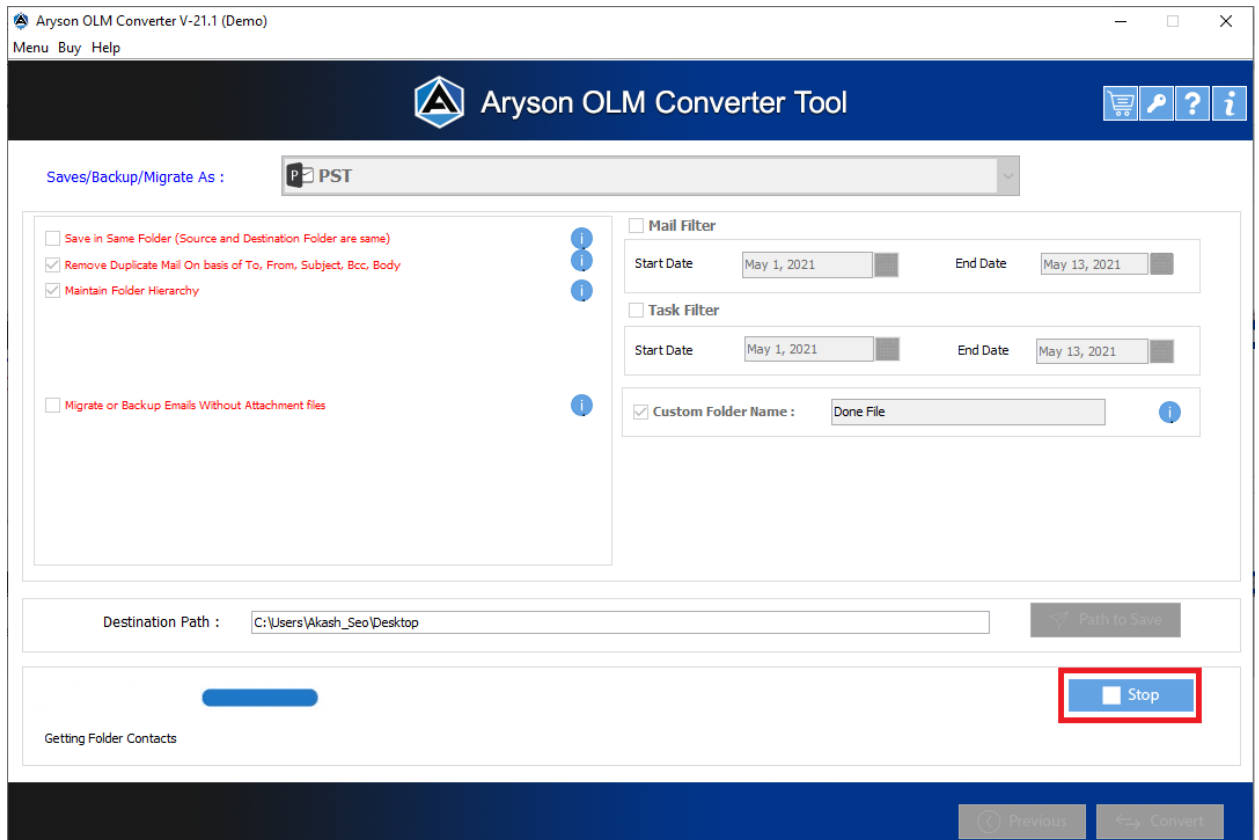 Aryson OLM Converter V-21.1 (Demo)
Menu Buy Help
Aryson OLM Converter Tool
Saves/Backup/Migrate As :
PST
Save in Same Folder (Source and Destination Folder are same)
Remove Duplicate Mail On basis of To, From, Subject, Bcc, Body
Maintain Folder Hierarchy
Migrate or Backup Emails Without Attachment files
Mail Filter
Start Date May 1, 2021 End Date May 13, 2021
Task Filter
Start Date May 1, 2021 End Date May 13, 2021
Custom Folder Name : Done File
Destination Path : C:\Users\Akash_Seo\Desktop Path to Save
Stop
Getting Folder Contacts
Previous Convert